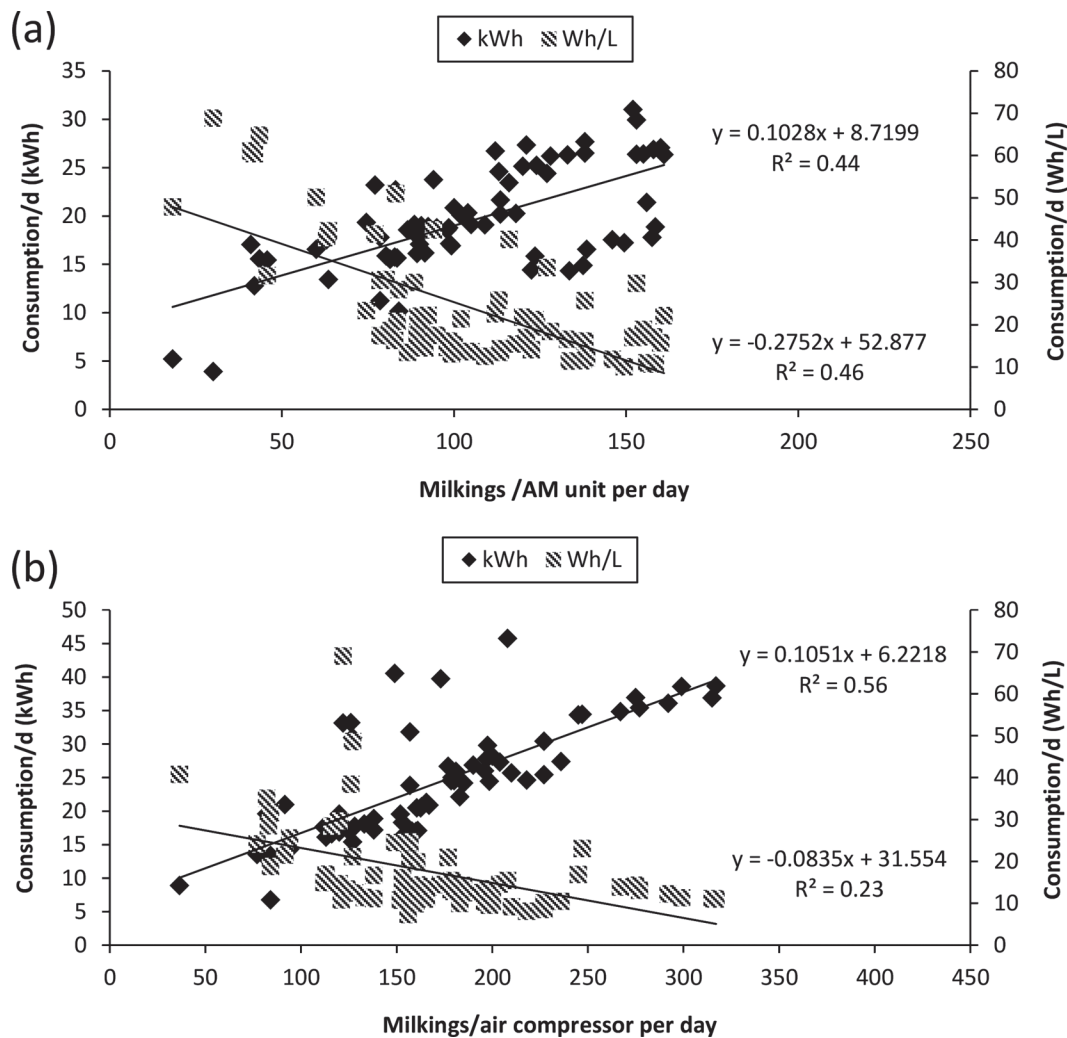 (a)
kWh Wh/L
Consumption/d (kWh)
35
30
25
20
15
10
5
0
80
70
60
50
40
30
20
10
0
Consumption/d (Wh/L)
y = 0.1028x + 8.7199
R² = 0.44
y = -0.2752x + 52.877
R² = 0.46
0 50 100 150 200 250
Milkings /AM unit per day
(b)
kWh Wh/L
Consumption/d (kWh)
50
45
40
35
30
25
20
15
10
5
0
80
70
60
50
40
30
20
10
0
Consumption/d (Wh/L)
y = 0.1051x + 6.2218
R² = 0.56
y = -0.0835x + 31.554
R² = 0.23
0 50 100 150 200 250 300 350 400 450
Milkings/air compressor per day